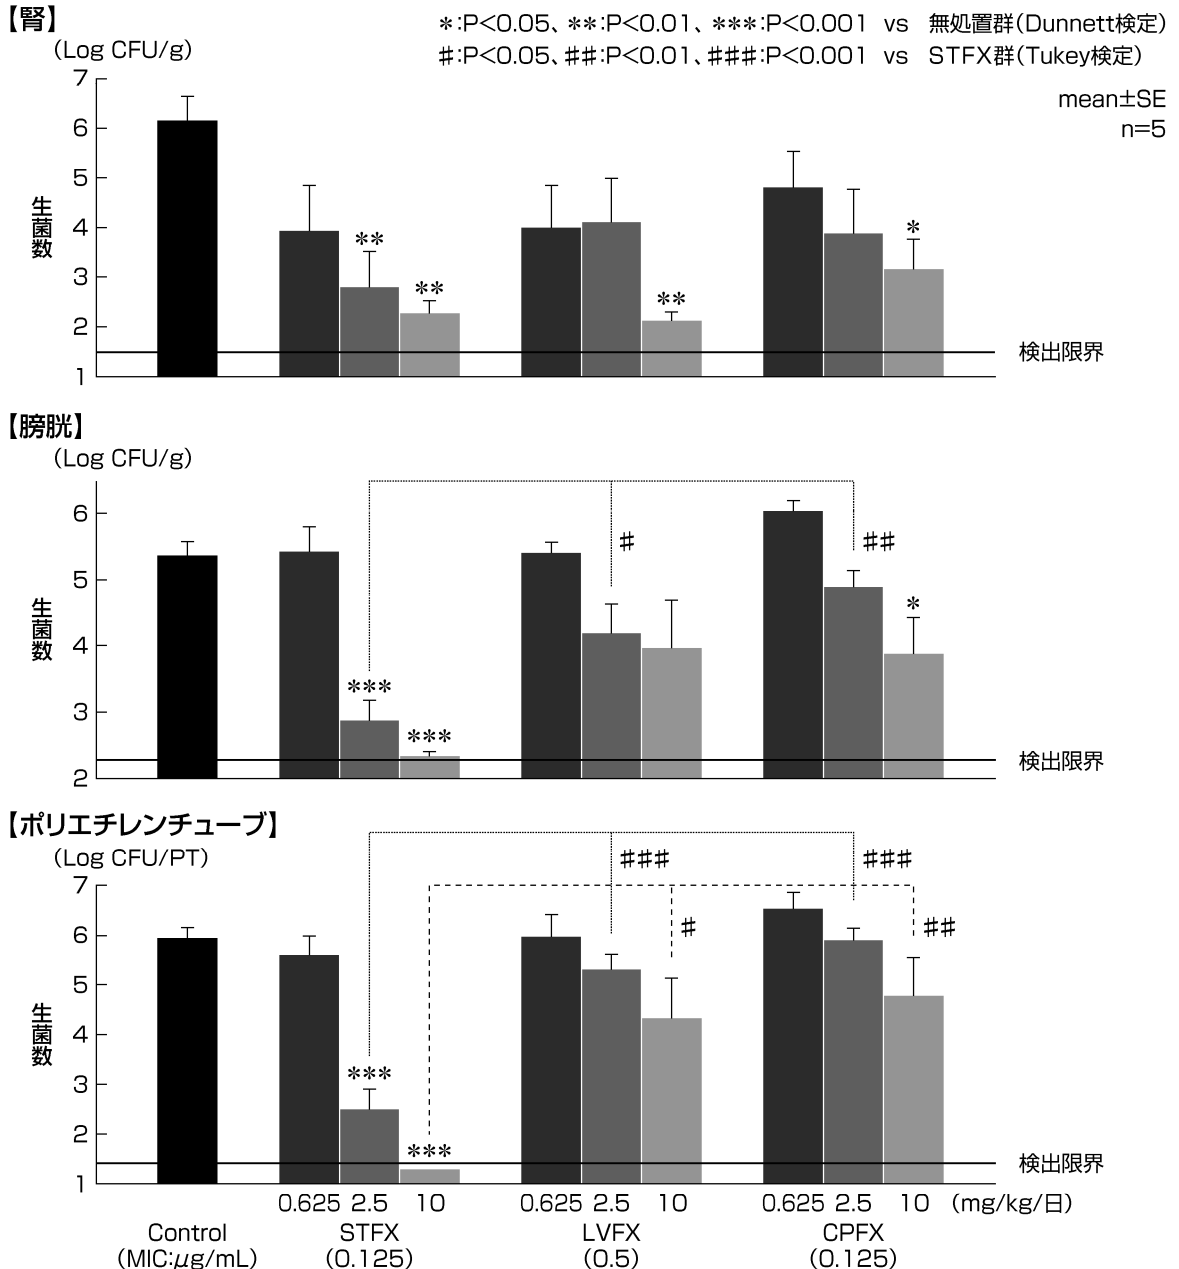 【腎】
*:P<0.05、**:P<0.01、***:P<0.001 vs 無処置群(Dunnett検定)
(Log CFU/g)
♯:P<0.05、♯♯:P<0.01、♯♯♯:P<0.001 vs STFX群(Tukey検定)
mean±SE
n=5
7
6
5
4
3
2
1
生菌数
**
**
**
*
検出限界
【膀胱】
(Log CFU/g)
6
5
4
3
2
生菌数
♯
♯♯
*
***
***
検出限界
【ポリエチレンチューブ】
(Log CFU/PT)
♯♯♯
♯♯♯
7
6
5
4
3
2
1
生菌数
♯
♯♯
***
***
検出限界
0.625 2.5 10 0.625 2.5 10 0.625 2.5 10 (mg/kg/日)
Control STFX LVFX CPFX
(MIC:μg/mL) (0.125) (0.5) (0.125)